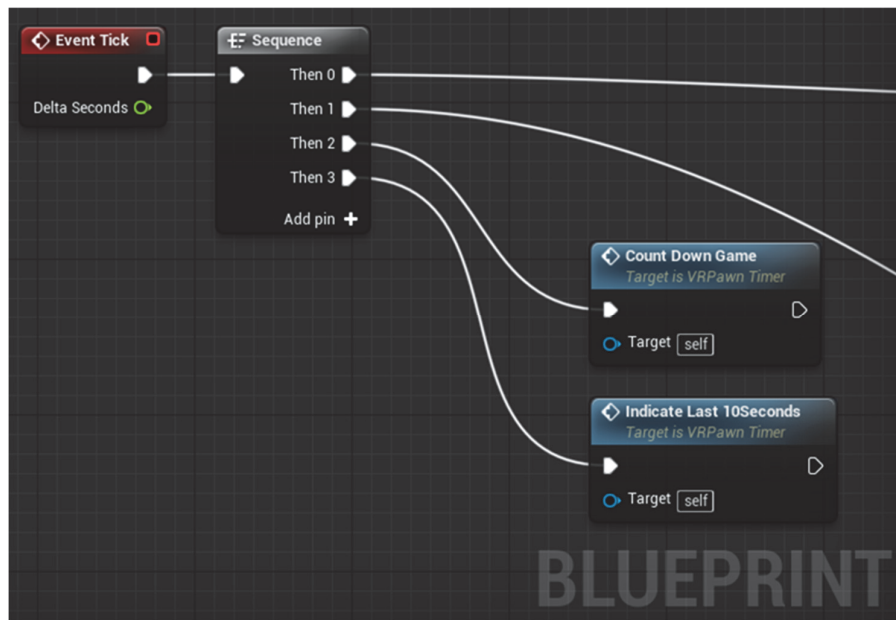 Event Tick
Delta Seconds
Sequence
Then 0
Then 1
Then 2
Then 3
Add pin
Count Down Game
Target is VRPawn Timer
Target self
Indicate Last 10Seconds
Target is VRPawn Timer
Target self
BLUEPRINT